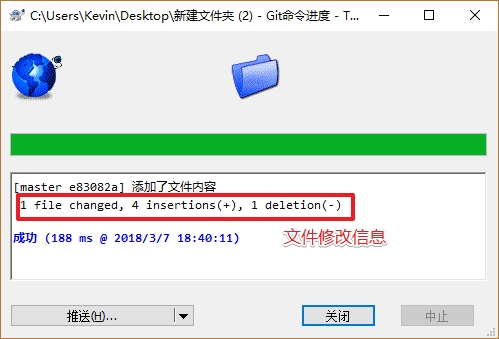 C:\Users\Kevin\Desktop\新建文件夹 (2) - Git命令进度 - T...
[master e83082a] 添加了文件内容
1 file changed, 4 insertions(+), 1 deletion(-)
成功 (188 ms @ 2018/3/7 18:40:11)
文件修改信息
推送(H)...
关闭
中止